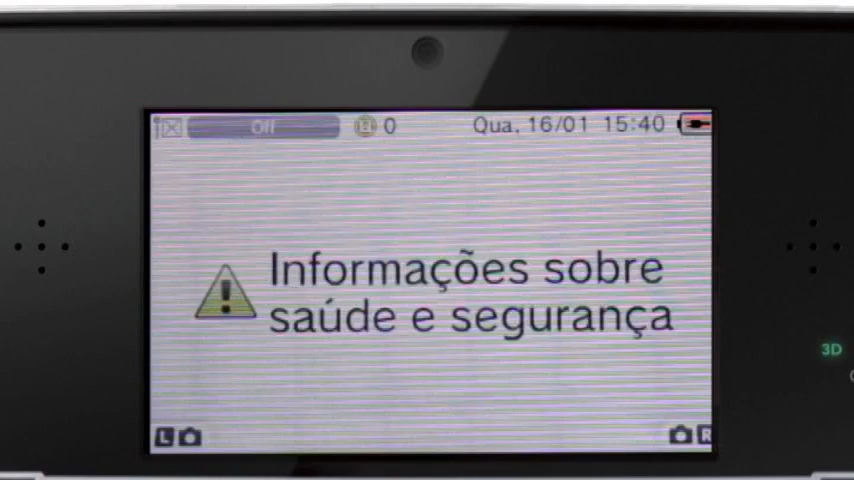 Off 0 Qua, 16/01 15:40
Informações sobre
saúde e segurança
3D
L R